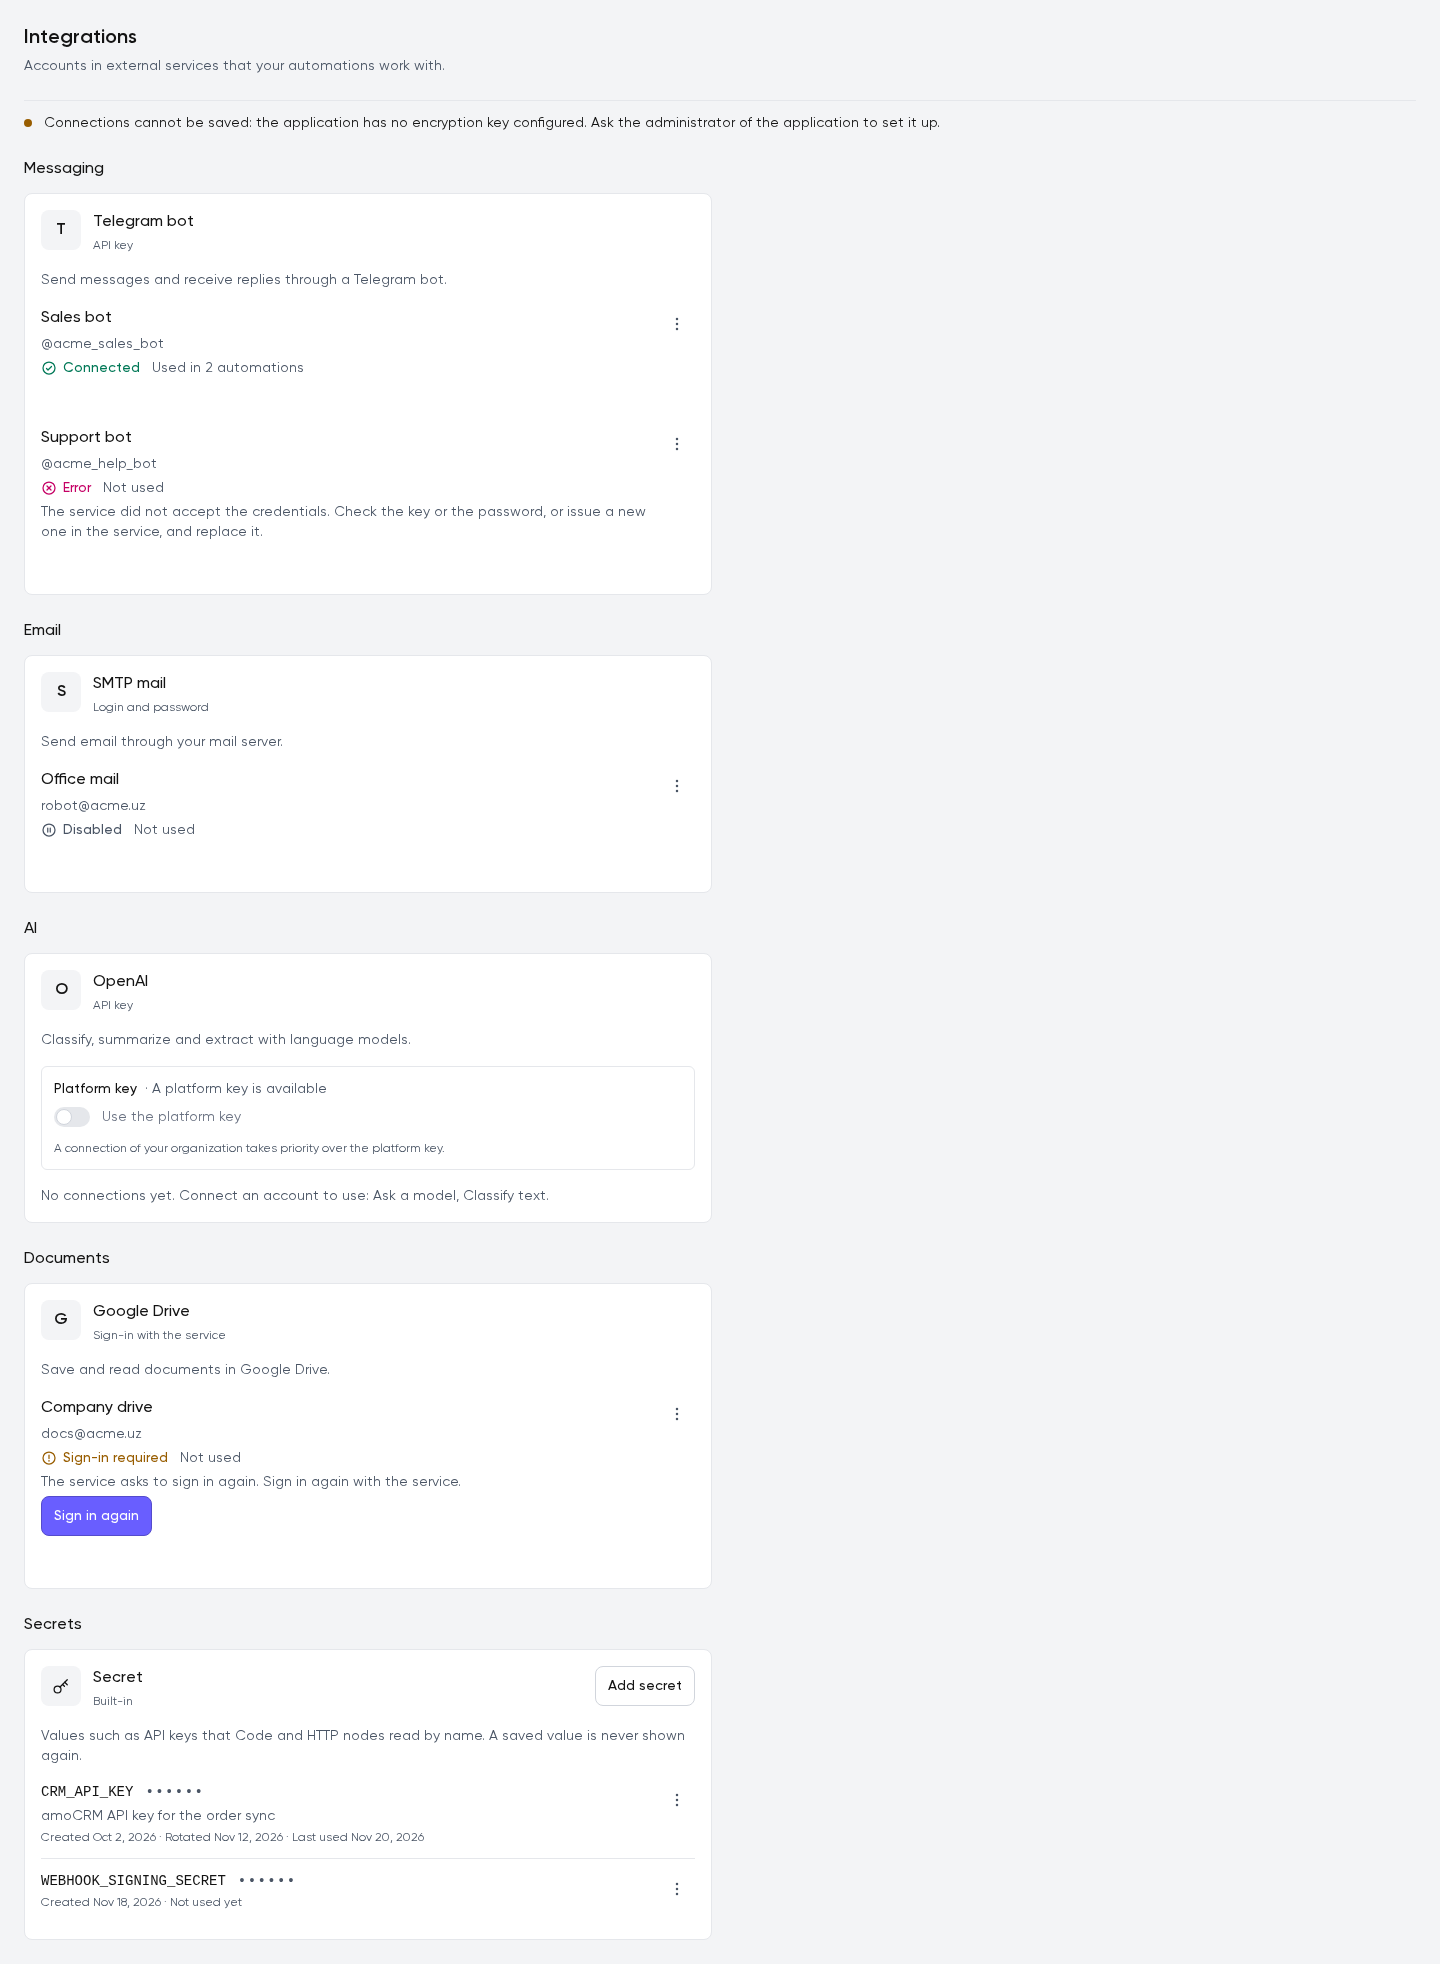 Integrations
Accounts in external services that your automations work with.
Connections cannot be saved: the application has no encryption key configured. Ask the administrator of the application to set it up.
Messaging
T
Telegram bot
API key
Send messages and receive replies through a Telegram bot.
Sales bot
@acme_sales_bot
Connected Used in 2 automations
Support bot
@acme_help_bot
Error Not used
The service did not accept the credentials. Check the key or the password, or issue a new
one in the service, and replace it.
Email
S
SMTP mail
Login and password
Send email through your mail server.
Office mail
robot@acme.uz
Disabled Not used
AI
O
OpenAI
API key
Classify, summarize and extract with language models.
Platform key · A platform key is available
Use the platform key
A connection of your organization takes priority over the platform key.
No connections yet. Connect an account to use: Ask a model, Classify text.
Documents
G
Google Drive
Sign-in with the service
Save and read documents in Google Drive.
Company drive
docs@acme.uz
Sign-in required Not used
The service asks to sign in again. Sign in again with the service.
Sign in again
Secrets
Secret
Built-in
Add secret
Values such as API keys that Code and HTTP nodes read by name. A saved value is never shown
again.
CRM_API_KEY ••••••
amoCRM API key for the order sync
Created Oct 2, 2026 · Rotated Nov 12, 2026 · Last used Nov 20, 2026
WEBHOOK_SIGNING_SECRET ••••••
Created Nov 18, 2026 · Not used yet